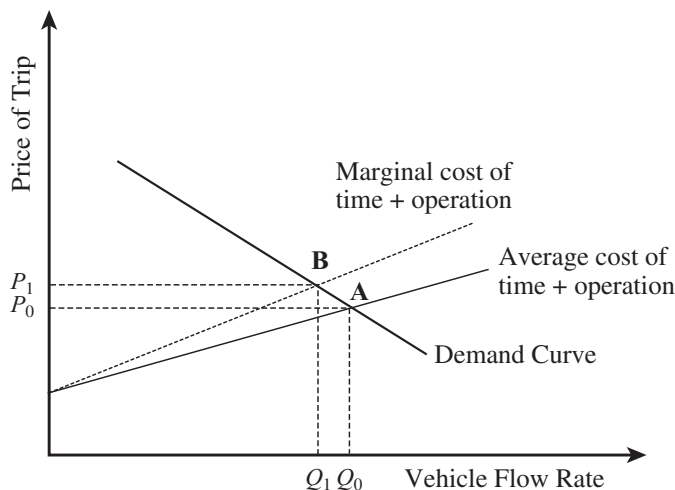 Price of Trip
Marginal cost of
time + operation
B
Average cost of
time + operation
A
P1
P0
Demand Curve
Q1 Q0
Vehicle Flow Rate